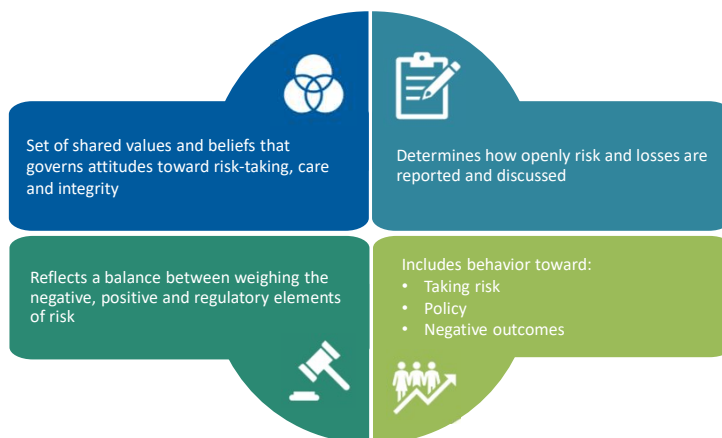 Set of shared values and beliefs that
governs attitudes toward risk-taking, care
and integrity
Determines how openly risk and losses are
reported and discussed
Reflects a balance between weighing the
negative, positive and regulatory elements
of risk
Includes behavior toward:
• Taking risk
• Policy
• Negative outcomes